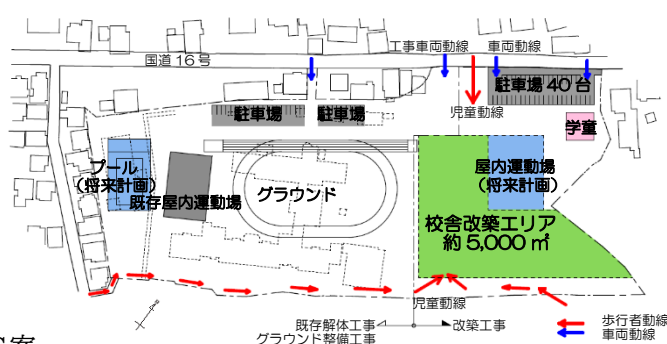 工事車両動線
車両動線
国道16号
駐車場
駐車場
駐車場40台
児童動線
学童
プール
(将来計画)
既存屋内運動場
グラウンド
屋内運動場
(将来計画)
校舎改築エリア
約5,000㎡
児童動線
既存解体工事
グラウンド整備工事
改築工事
歩行者動線
車両動線
案